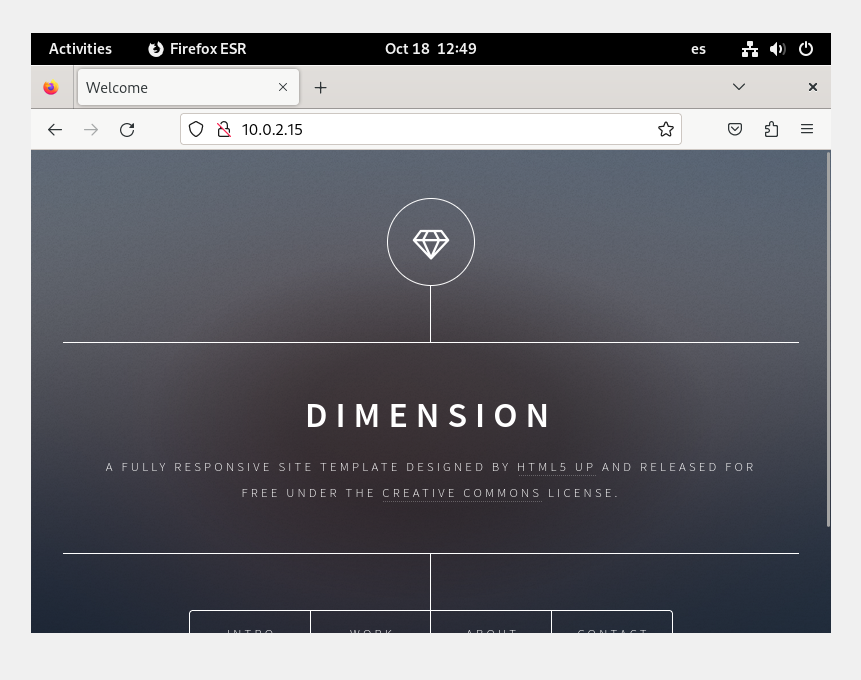 Activities
Firefox ESR
Oct 18 12:49
es
Welcome
10.0.2.15
DIMENSION
A FULLY RESPONSIVE SITE TEMPLATE DESIGNED BY HTML5 UP AND RELEASED FOR
FREE UNDER THE CREATIVE COMMONS LICENSE.
INTRO WORK ABOUT CONTACT